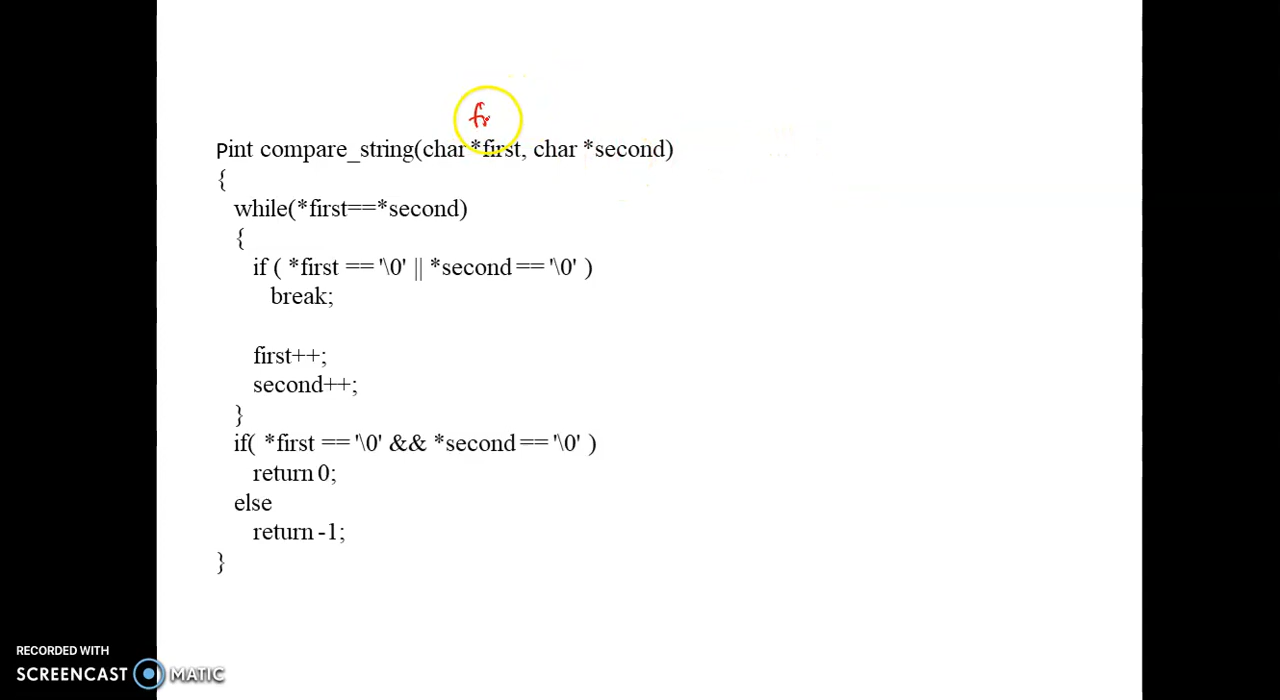 fr
Pint compare_string(char *first, char *second)
{
while(*first==*second)
{
if ( *first == '\0' || *second == '\0' )
break;
first++;
second++;
}
if( *first == '\0' && *second == '\0' )
return 0;
else
return -1;
}
RECORDED WITH
SCREENCAST MATIC